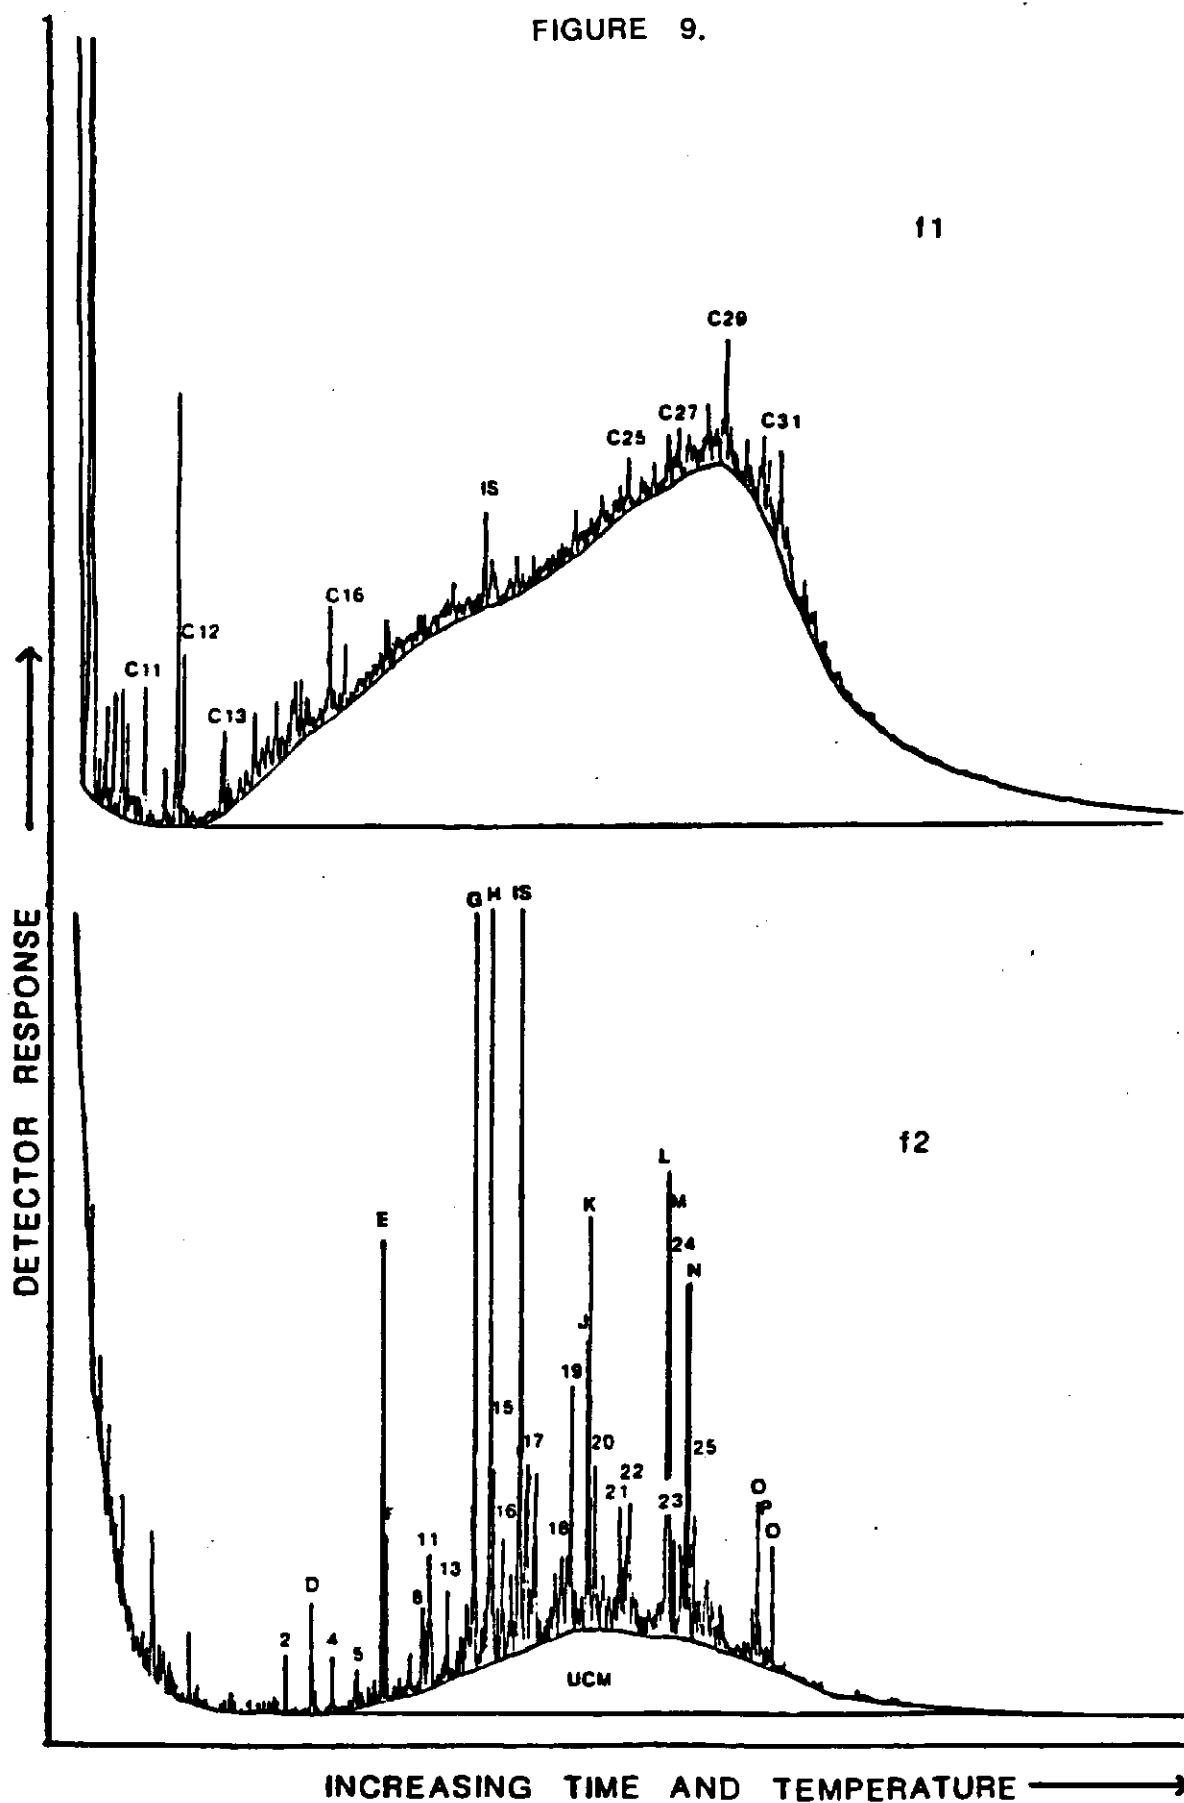 FIGURE 9.
f1
C29
C31
C27
C25
IS
C16
C12
C11
C13
DETECTOR RESPONSE
G H IS
f2
L
K
M
E
24
N
J
19
15
17
20
25
22
21
O
F
16
23
P
18
11
Q
13
D
8
2
4
5
UCM
INCREASING TIME AND TEMPERATURE